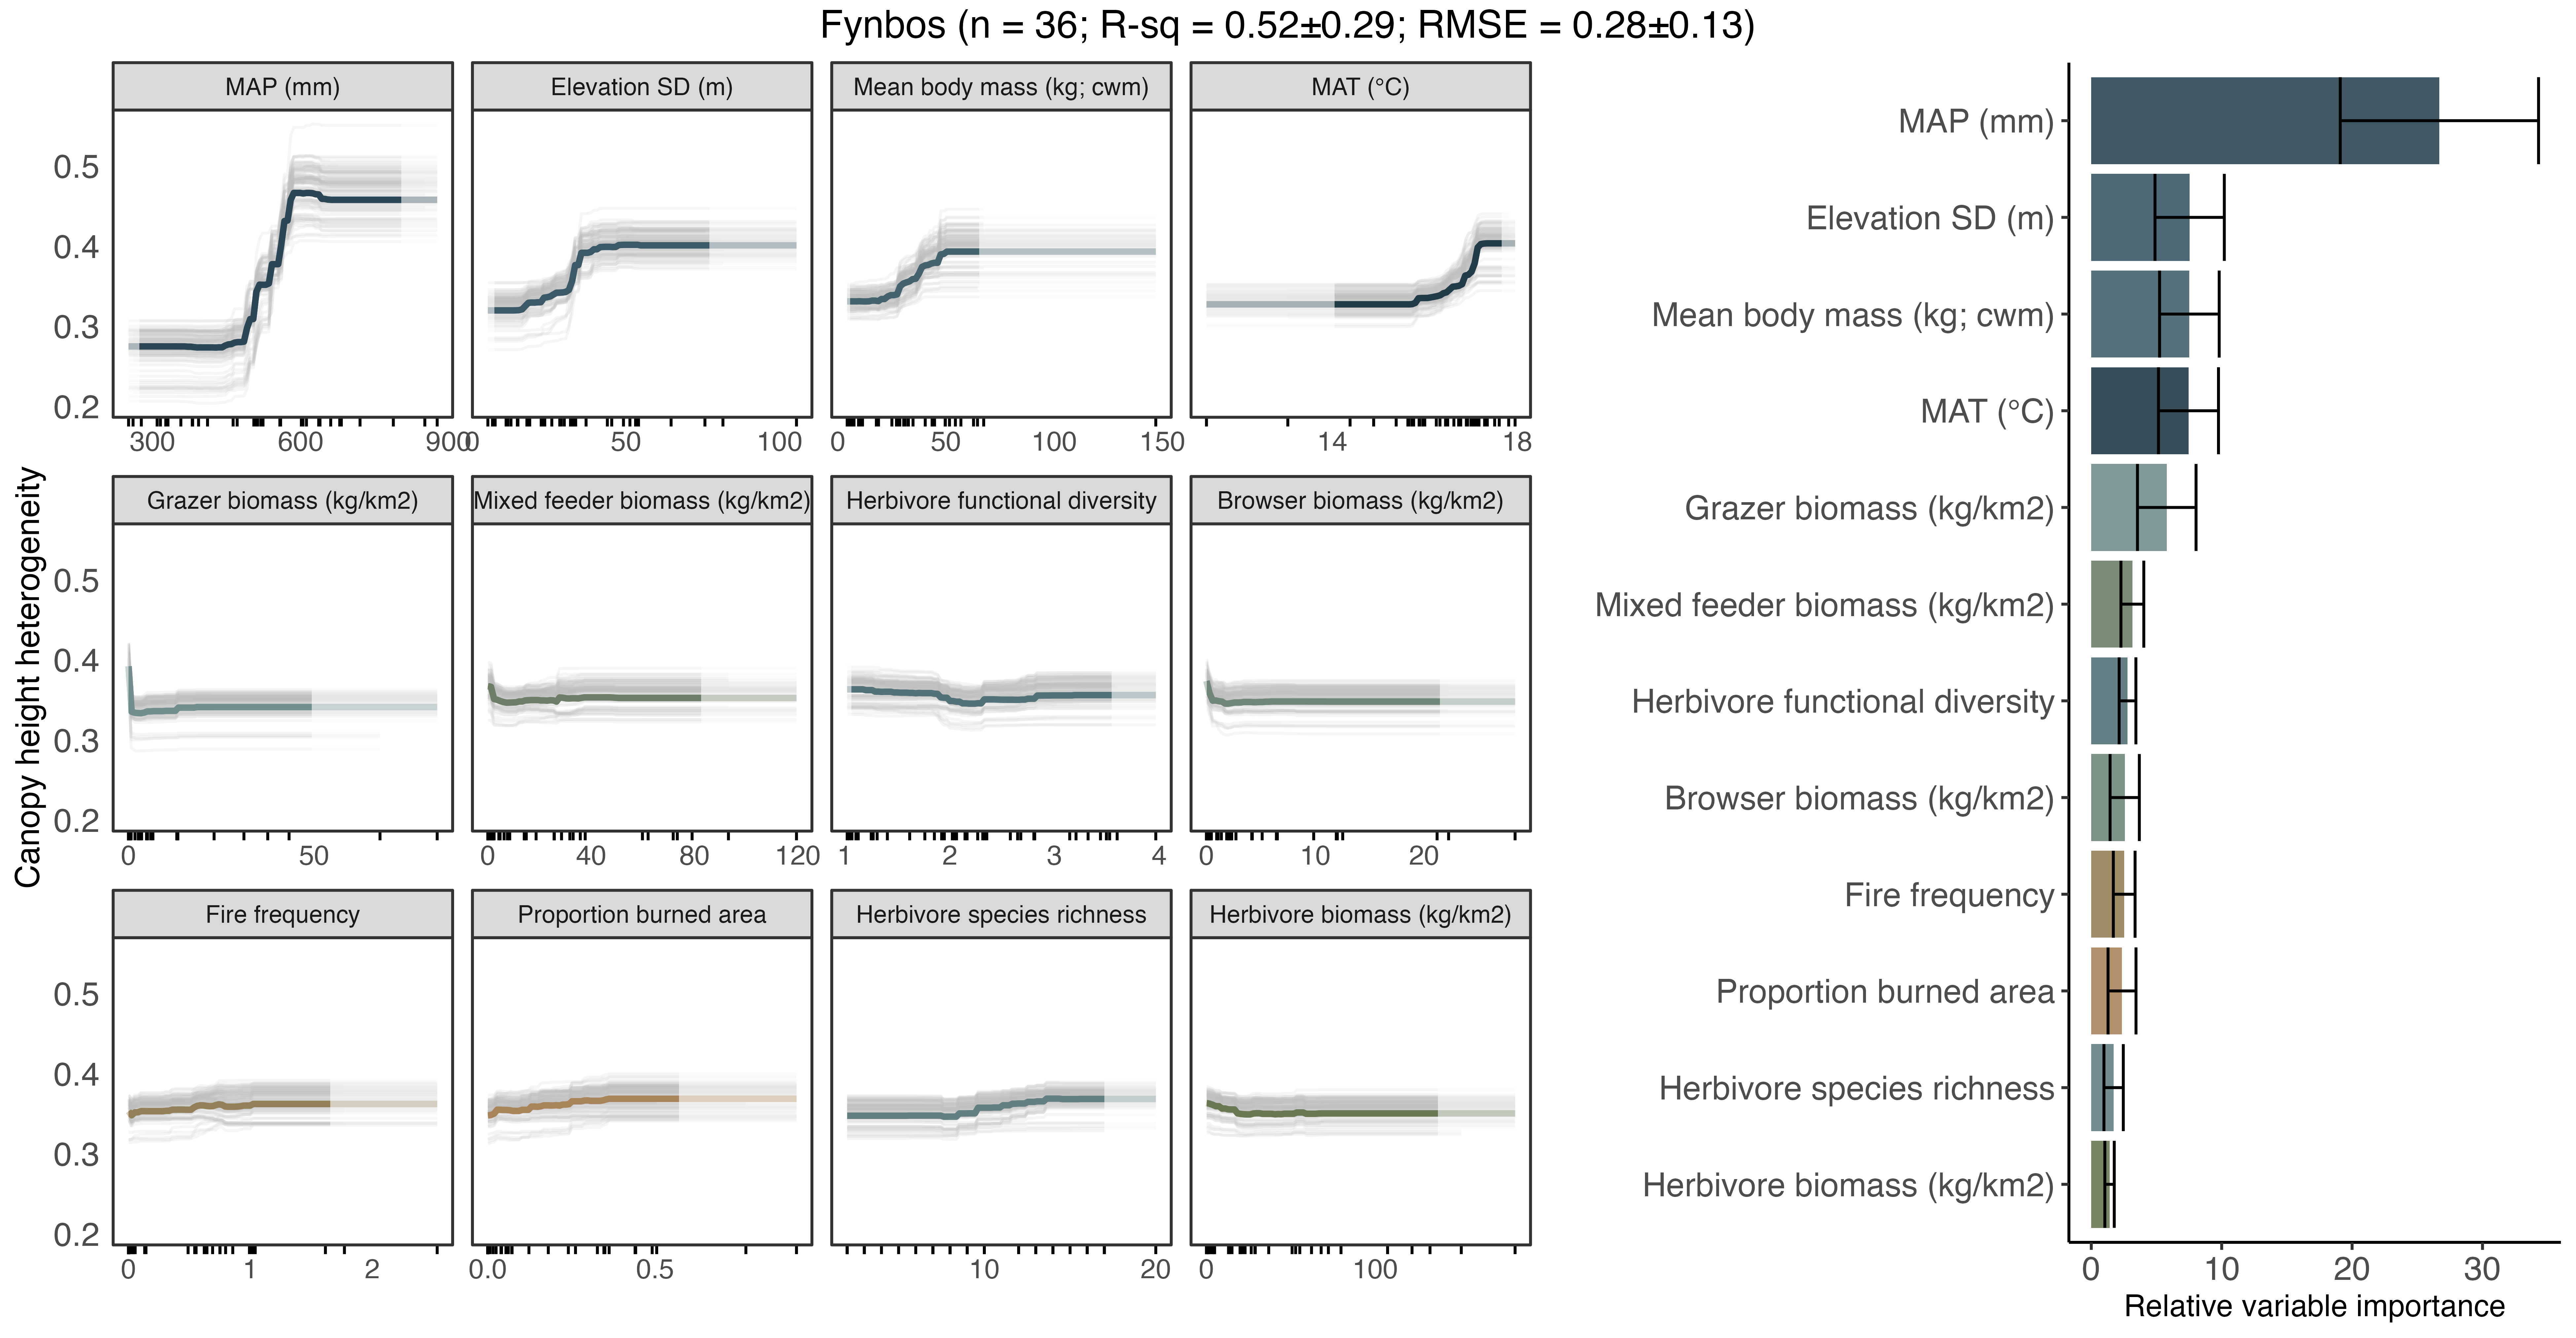 Fynbos (n = 36; R-sq = 0.52±0.29; RMSE = 0.28±0.13)
Canopy height heterogeneity
MAP (mm) Elevation SD (m) Mean body mass (kg; cwm) MAT (°C)
0.5
0.4
0.3
0.2
300 600 900 0 50 100 0 50 100 150 14 18
Grazer biomass (kg/km2) Mixed feeder biomass (kg/km2) Herbivore functional diversity Browser biomass (kg/km2)
0.5
0.4
0.3
0.2
0 50 0 40 80 120 1 2 3 4 0 10 20
Fire frequency Proportion burned area Herbivore species richness Herbivore biomass (kg/km2)
0.5
0.4
0.3
0.2
0 1 2 0.0 0.5 10 20 0 100
MAP (mm)
Elevation SD (m)
Mean body mass (kg; cwm)
MAT (°C)
Grazer biomass (kg/km2)
Mixed feeder biomass (kg/km2)
Herbivore functional diversity
Browser biomass (kg/km2)
Fire frequency
Proportion burned area
Herbivore species richness
Herbivore biomass (kg/km2)
0 10 20 30
Relative variable importance